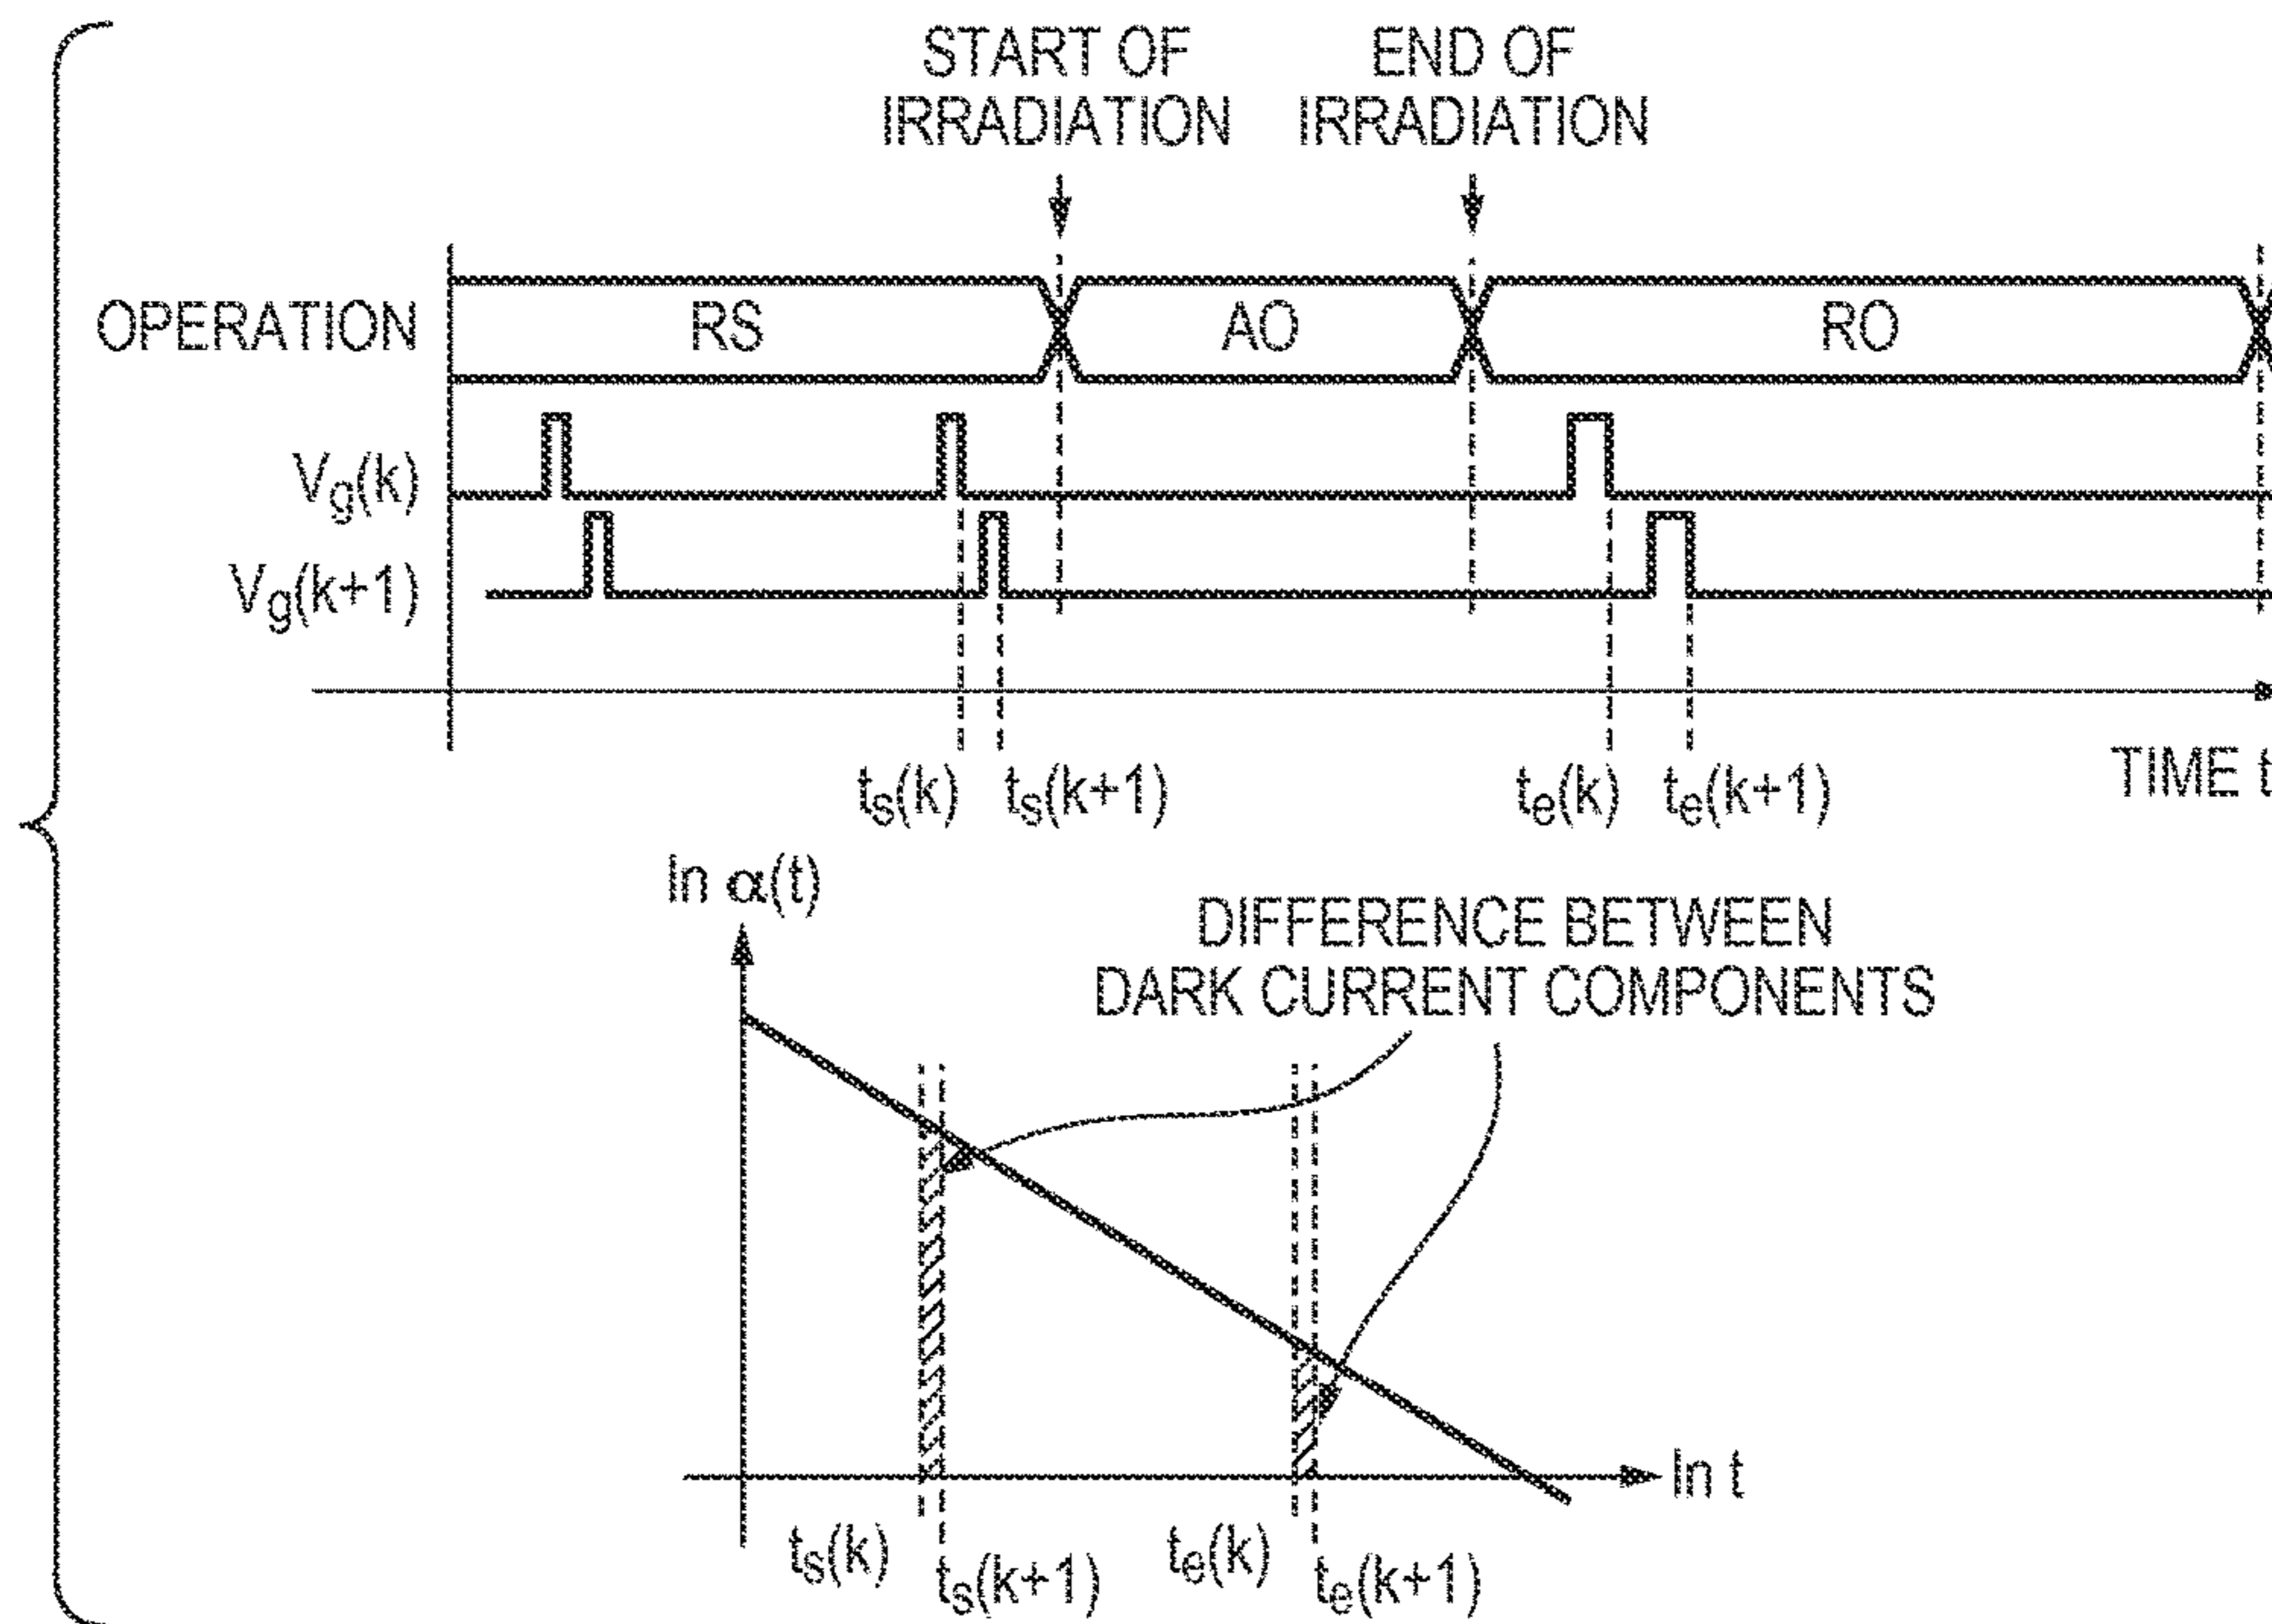 START OF
IRRADIATION
END OF
IRRADIATION
OPERATION
RS
AO
RO
Vg(k)
Vg(k+1)
ts(k)
ts(k+1)
te(k)
te(k+1)
TIME t
ln α(t)
DIFFERENCE BETWEEN
DARK CURRENT COMPONENTS
ln t
ts(k)
ts(k+1)
te(k)
te(k+1)